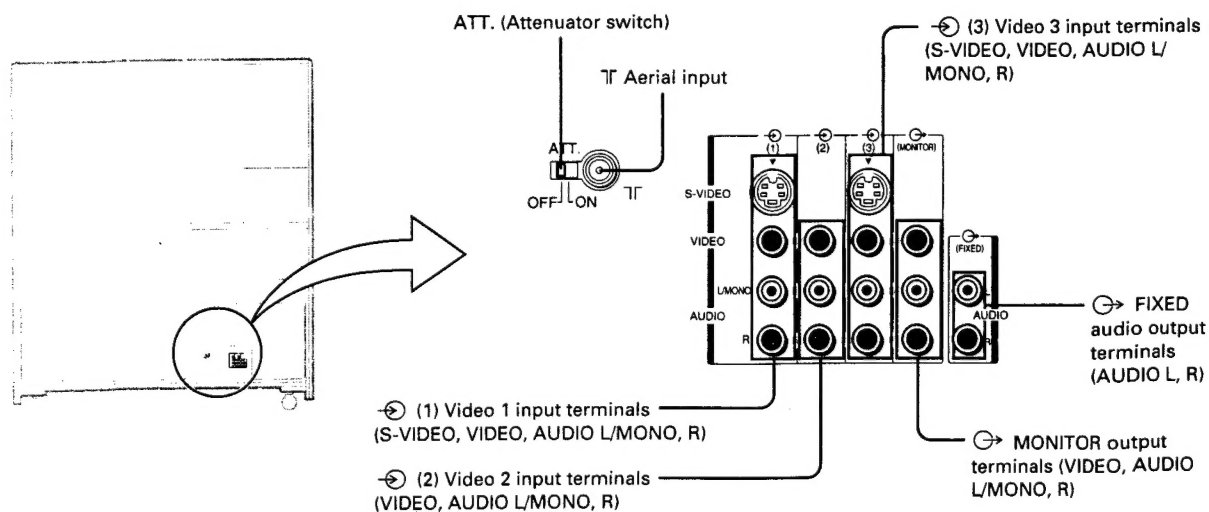 ATT. (Attenuator switch)
Aerial input
(3) Video 3 input terminals
(S-VIDEO, VIDEO, AUDIO L/
MONO, R)
ATT.
OFF ON
(1) (2) (3) (MONITOR)
S-VIDEO
VIDEO
L/MONO
AUDIO
R
(FIXED)
L
AUDIO
R
FIXED
audio output
terminals
(AUDIO L, R)
(1) Video 1 input terminals
(S-VIDEO, VIDEO, AUDIO L/MONO, R)
(2) Video 2 input terminals
(VIDEO, AUDIO L/MONO, R)
MONITOR output
terminals (VIDEO, AUDIO
L/MONO, R)